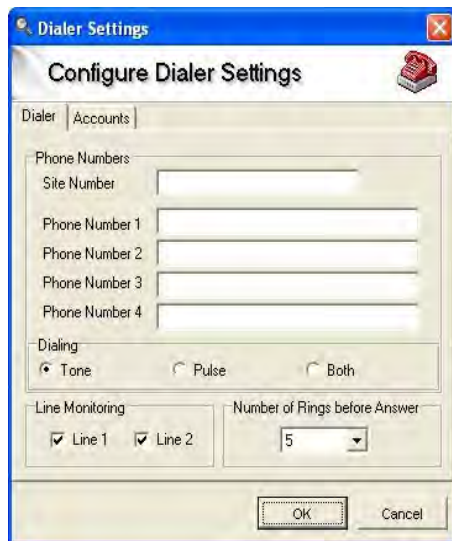 Dialer Settings
Configure Dialer Settings
Dialer Accounts
Phone Numbers
Site Number
Phone Number 1
Phone Number 2
Phone Number 3
Phone Number 4
Dialing
Tone Pulse Both
Line Monitoring Number of Rings before Answer
Line 1 Line 2 5
OK Cancel